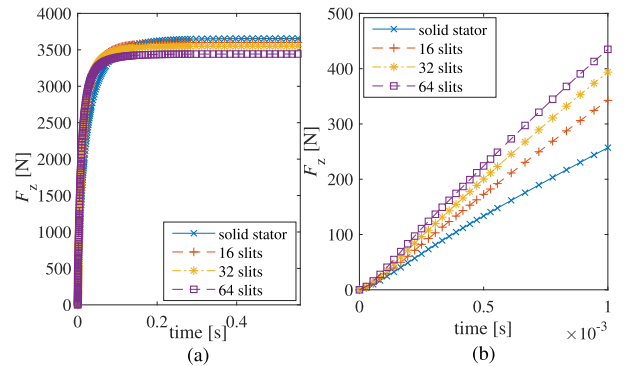 4000
3500
3000
2500
2000
1500
1000
500
0
F_z [N]
solid stator
16 slits
32 slits
64 slits
0
0.2
0.4
time [s]
(a)
500
400
300
200
100
0
F_z [N]
solid stator
16 slits
32 slits
64 slits
0
0.5
1
time [s]
×10^-3
(b)